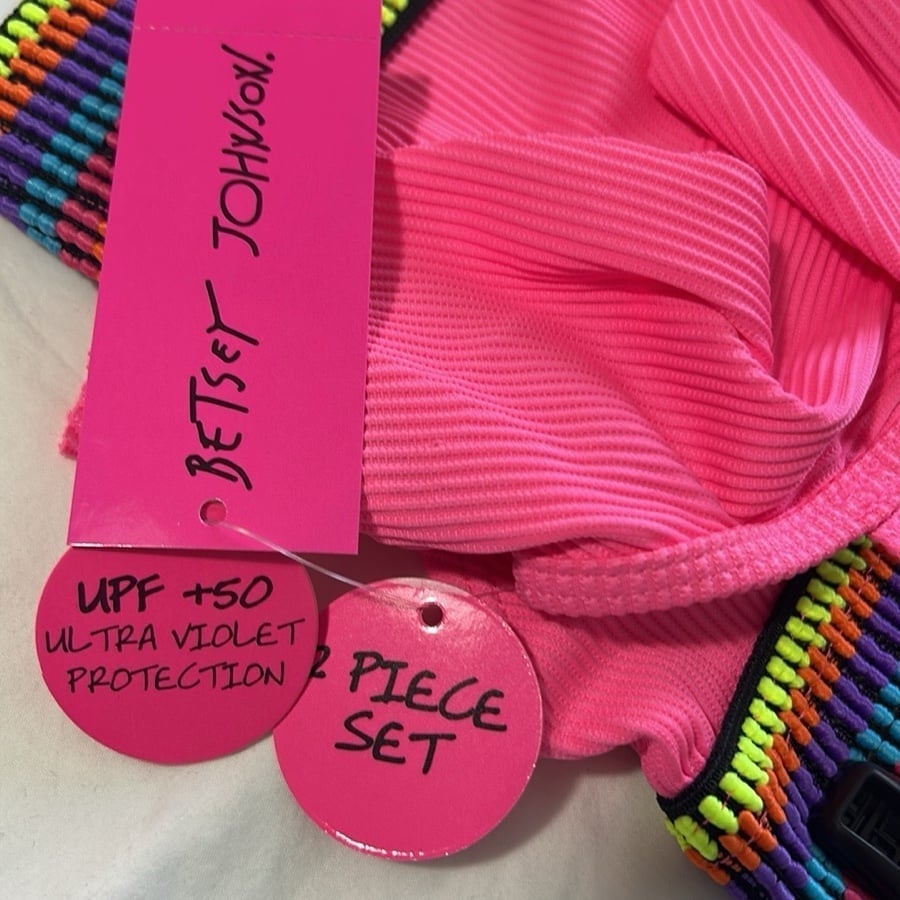 BETSEY JOHNSON.
UPF +50
ULTRA VIOLET
PROTECTION
2 PIECE
SET